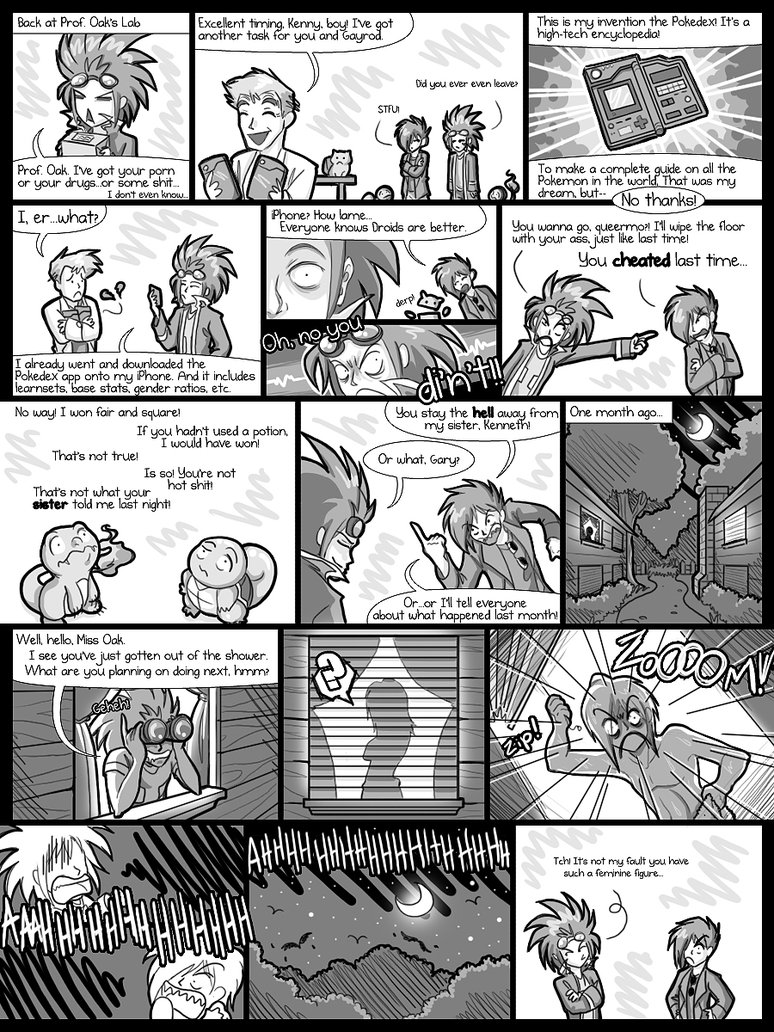 Back at Prof. Oak's Lab
Prof. Oak. I've got your porn
or your drugs...or some shit...
I don't even know...
Excellent timing, Kenny, boy! I've got
another task for you and Gayrod.
STFU!
Did you ever even leave?
This is my invention the Pokedex! It's a
high-tech encyclopedia!
To make a complete guide on all the
Pokemon in the world, That was my
dream, but--
No thanks!
I, er...what?
I already went and downloaded the
Pokedex app onto my iPhone. And it includes
learnsets, base stats, gender ratios, etc.
iPhone? How lame...
Everyone knows Droids are better.
derp!
Oh, no you
din't!!
You wanna go, queermo?! I'll wipe the floor
with your ass, just like last time!
You cheated last time...
No way! I won fair and square!
If you hadn't used a potion,
I would have won!
That's not true!
Is so! You're not
hot shit!
That's not what your
sister told me last night!
You stay the hell away from
my sister, Kenneth!
Or what, Gary?
Or...or I'll tell everyone
about what happened last month!
One month ago...
Well, hello, Miss Oak.
I see you've just gotten out of the shower.
What are you planning on doing next, hmm?
Geheh!
?
zip!
ZOOOOM!
AAAHHHHHHHHHHHH
AHHHHHHHHHHHHHHHHHH
Tch! It's not my fault you have
such a feminine figure...